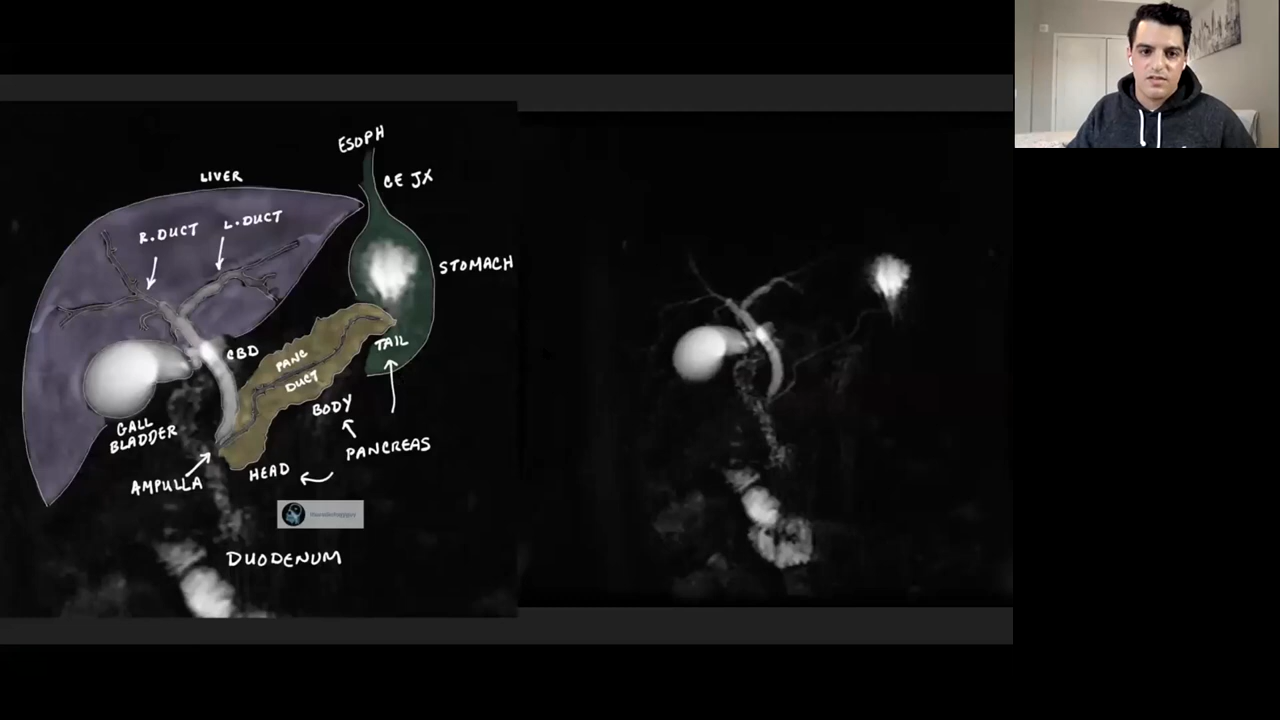 ESOPH
GE JX
LIVER
R.DUCT
L.DUCT
STOMACH
CBD
PANC
DUCT
TAIL
BODY
GALL
BLADDER
PANCREAS
AMPULLA
HEAD
DUODENUM